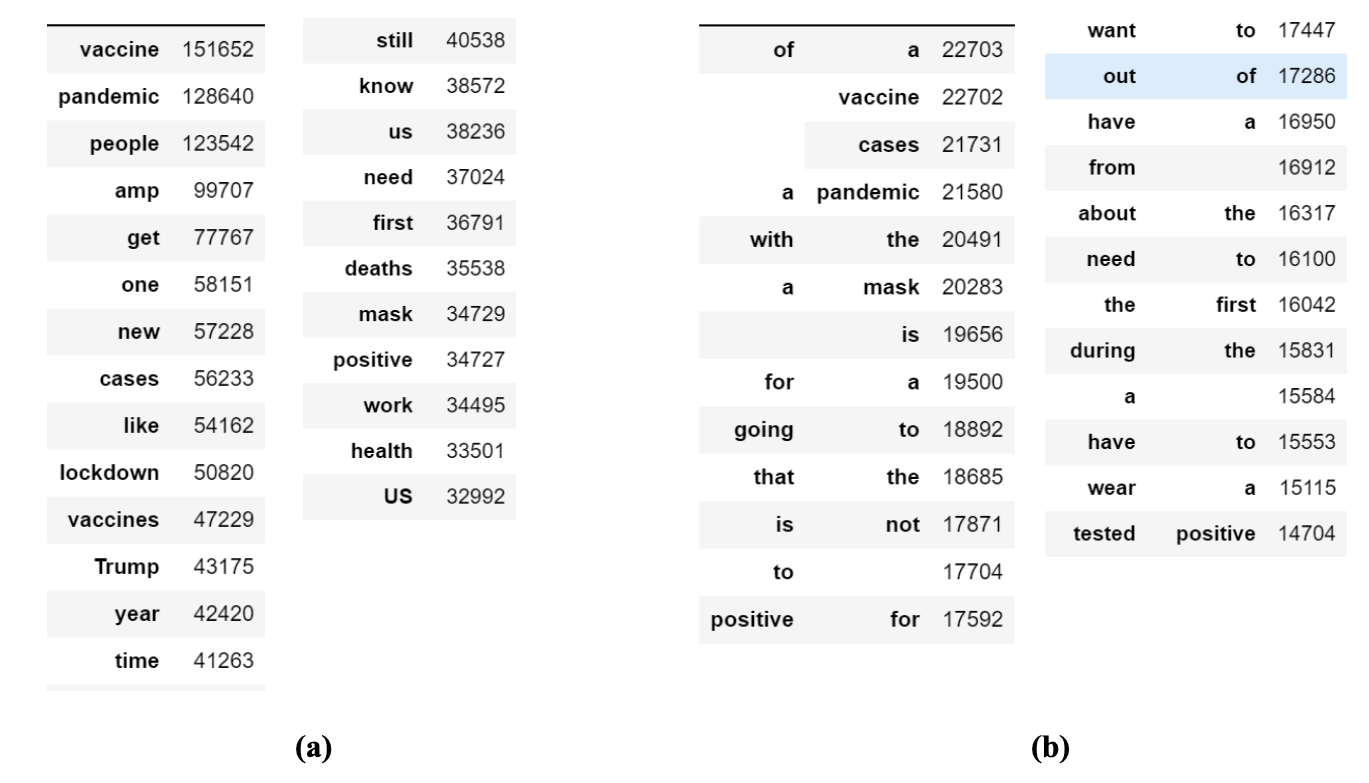 vaccine 151652
pandemic 128640
people 123542
amp 99707
get 77767
one 58151
new 57228
cases 56233
like 54162
lockdown 50820
vaccines 47229
Trump 43175
year 42420
time 41263
still 40538
know 38572
us 38236
need 37024
first 36791
deaths 35538
mask 34729
positive 34727
work 34495
health 33501
US 32992
(a)
of a 22703
vaccine 22702
cases 21731
a pandemic 21580
with the 20491
a mask 20283
is 19656
for a 19500
going to 18892
that the 18685
is not 17871
to 17704
positive for 17592
want to 17447
out of 17286
have a 16950
from 16912
about the 16317
need to 16100
the first 16042
during the 15831
a 15584
have to 15553
wear a 15115
tested positive 14704
(b)